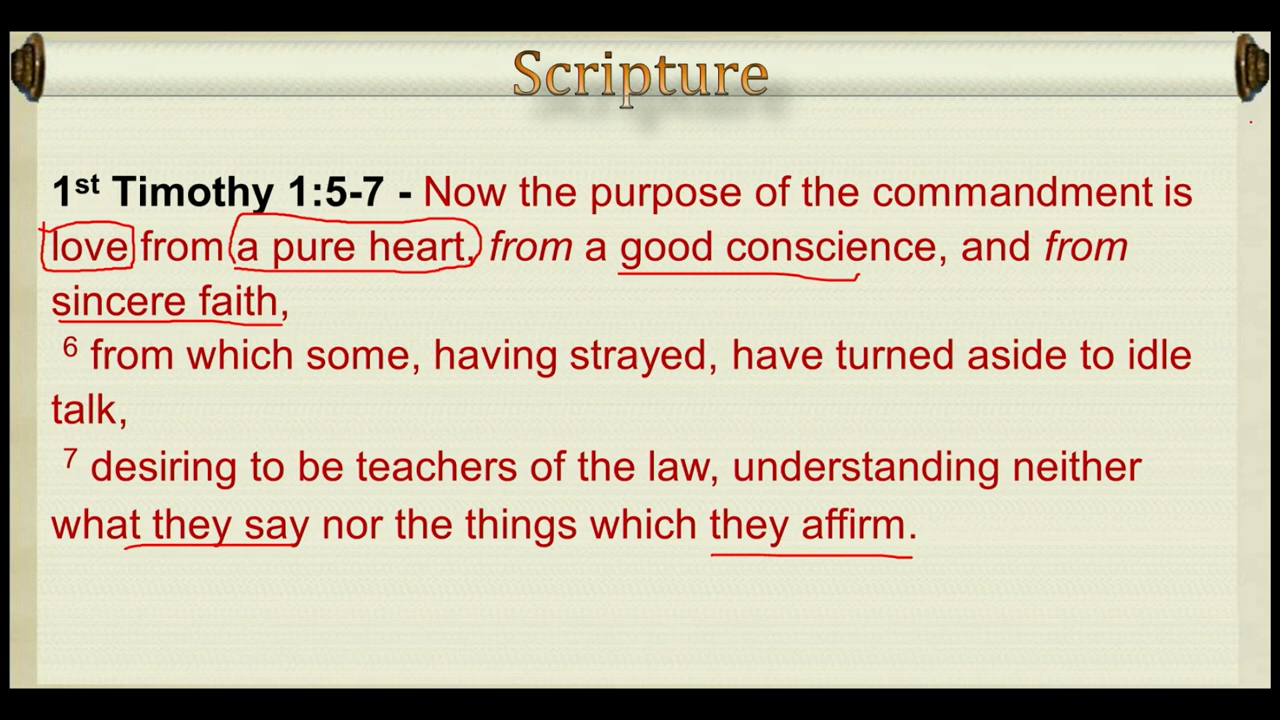 Scripture
1st Timothy 1:5-7 - Now the purpose of the commandment is
love from a pure heart, from a good conscience, and from
sincere faith,
6 from which some, having strayed, have turned aside to idle
talk,
7 desiring to be teachers of the law, understanding neither
what they say nor the things which they affirm.